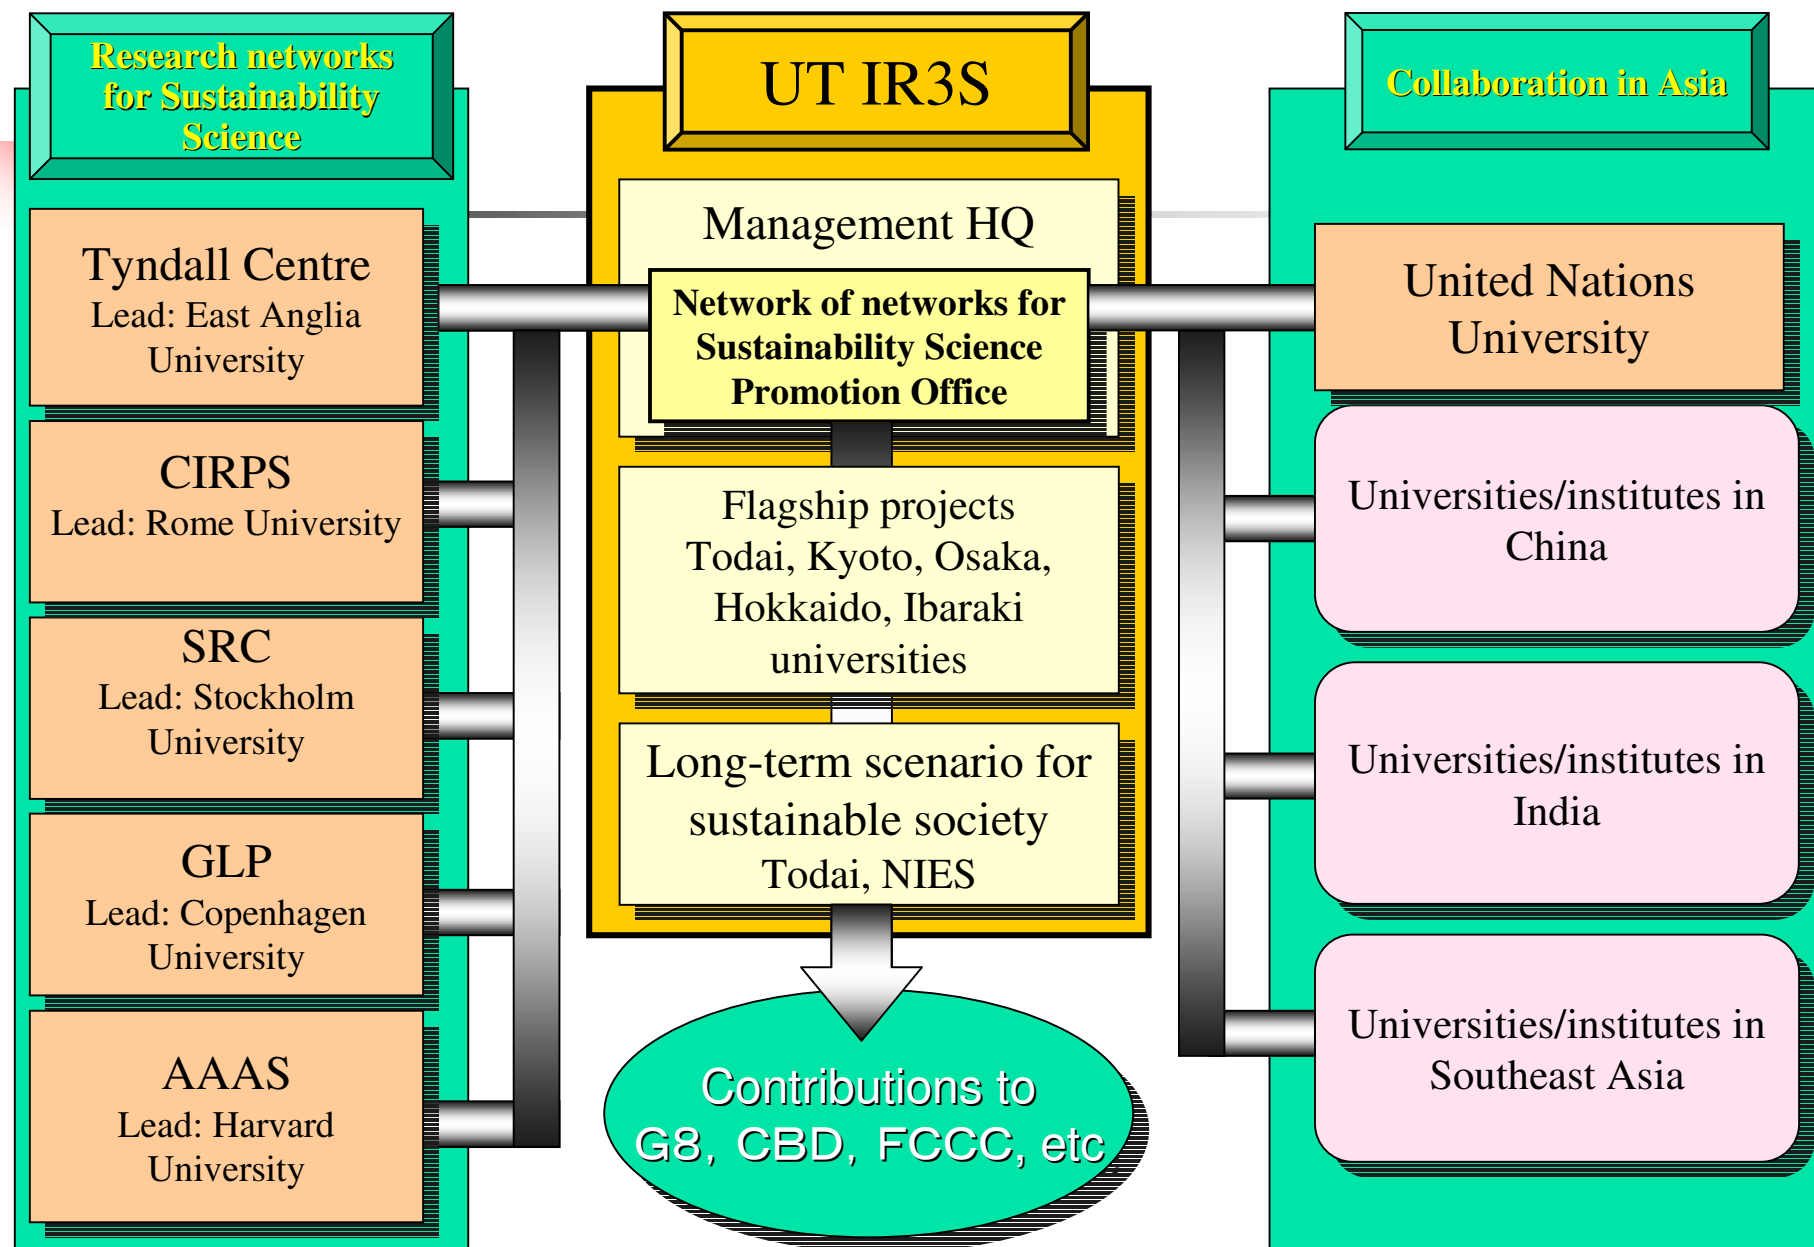 Research networks
for Sustainability
Science
Tyndall Centre
Lead: East Anglia
University
CIRPS
Lead: Rome University
SRC
Lead: Stockholm
University
GLP
Lead: Copenhagen
University
AAAS
Lead: Harvard
University
UT IR3S
Management HQ
Network of networks for
Sustainability Science
Promotion Office
Flagship projects
Todai, Kyoto, Osaka,
Hokkaido, Ibaraki
universities
Long-term scenario for
sustainable society
Todai, NIES
Contributions to
G8, CBD, FCCC, etc
Collaboration in Asia
United Nations
University
Universities/institutes in
China
Universities/institutes in
India
Universities/institutes in
Southeast Asia